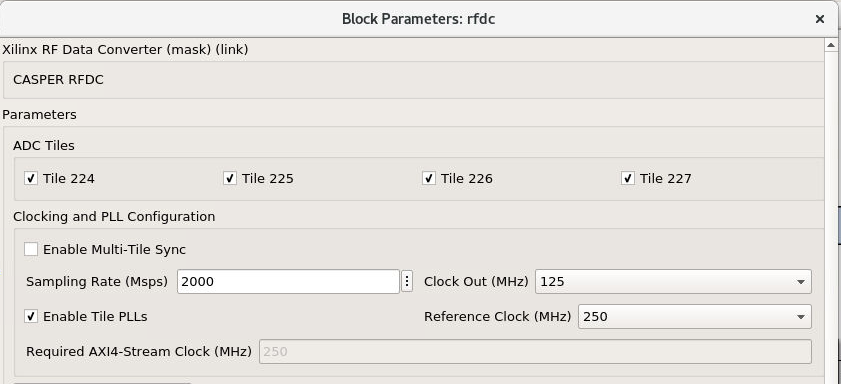 Block Parameters: rfdc
Xilinx RF Data Converter (mask) (link)
CASPER RFDC
Parameters
ADC Tiles
Tile 224 Tile 225 Tile 226 Tile 227
Clocking and PLL Configuration
Enable Multi-Tile Sync
Sampling Rate (Msps) 2000 Clock Out (MHz) 125
Enable Tile PLLs Reference Clock (MHz) 250
Required AXI4-Stream Clock (MHz) 250